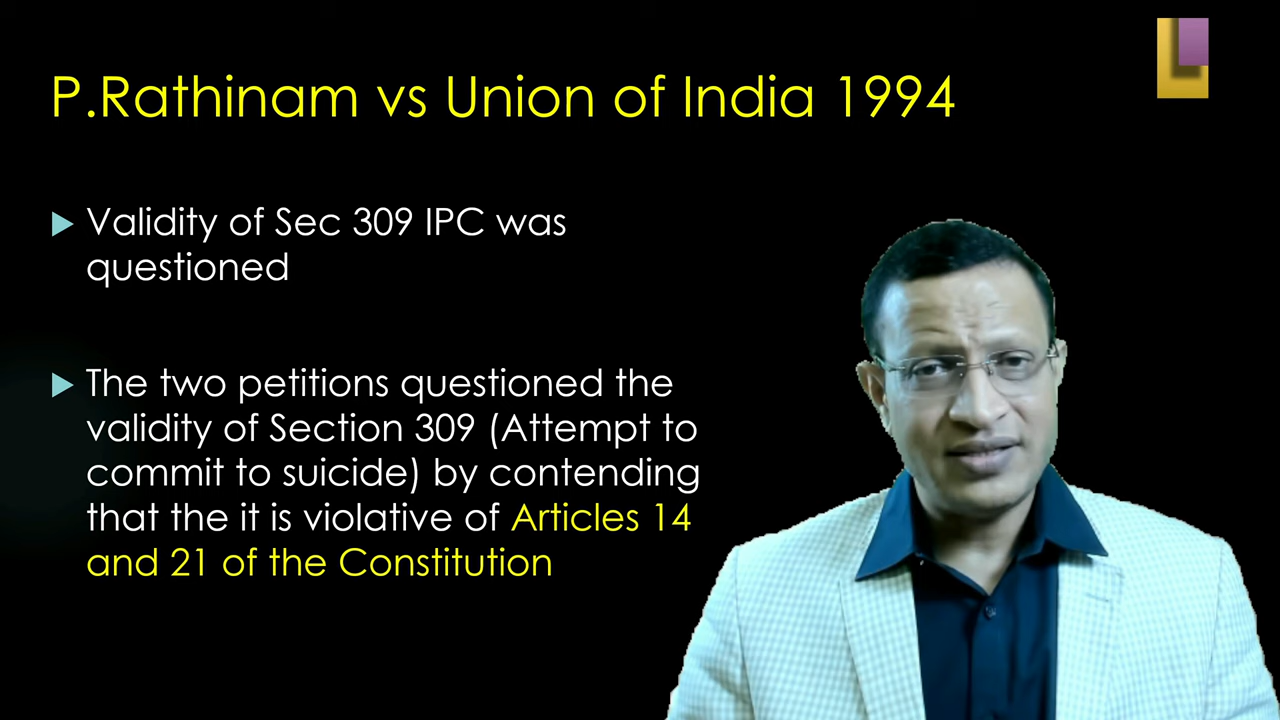 P.Rathinam vs Union of India 1994
Validity of Sec 309 IPC was
questioned
The two petitions questioned the
validity of Section 309 (Attempt to
commit to suicide) by contending
that the it is violative of Articles 14
and 21 of the Constitution